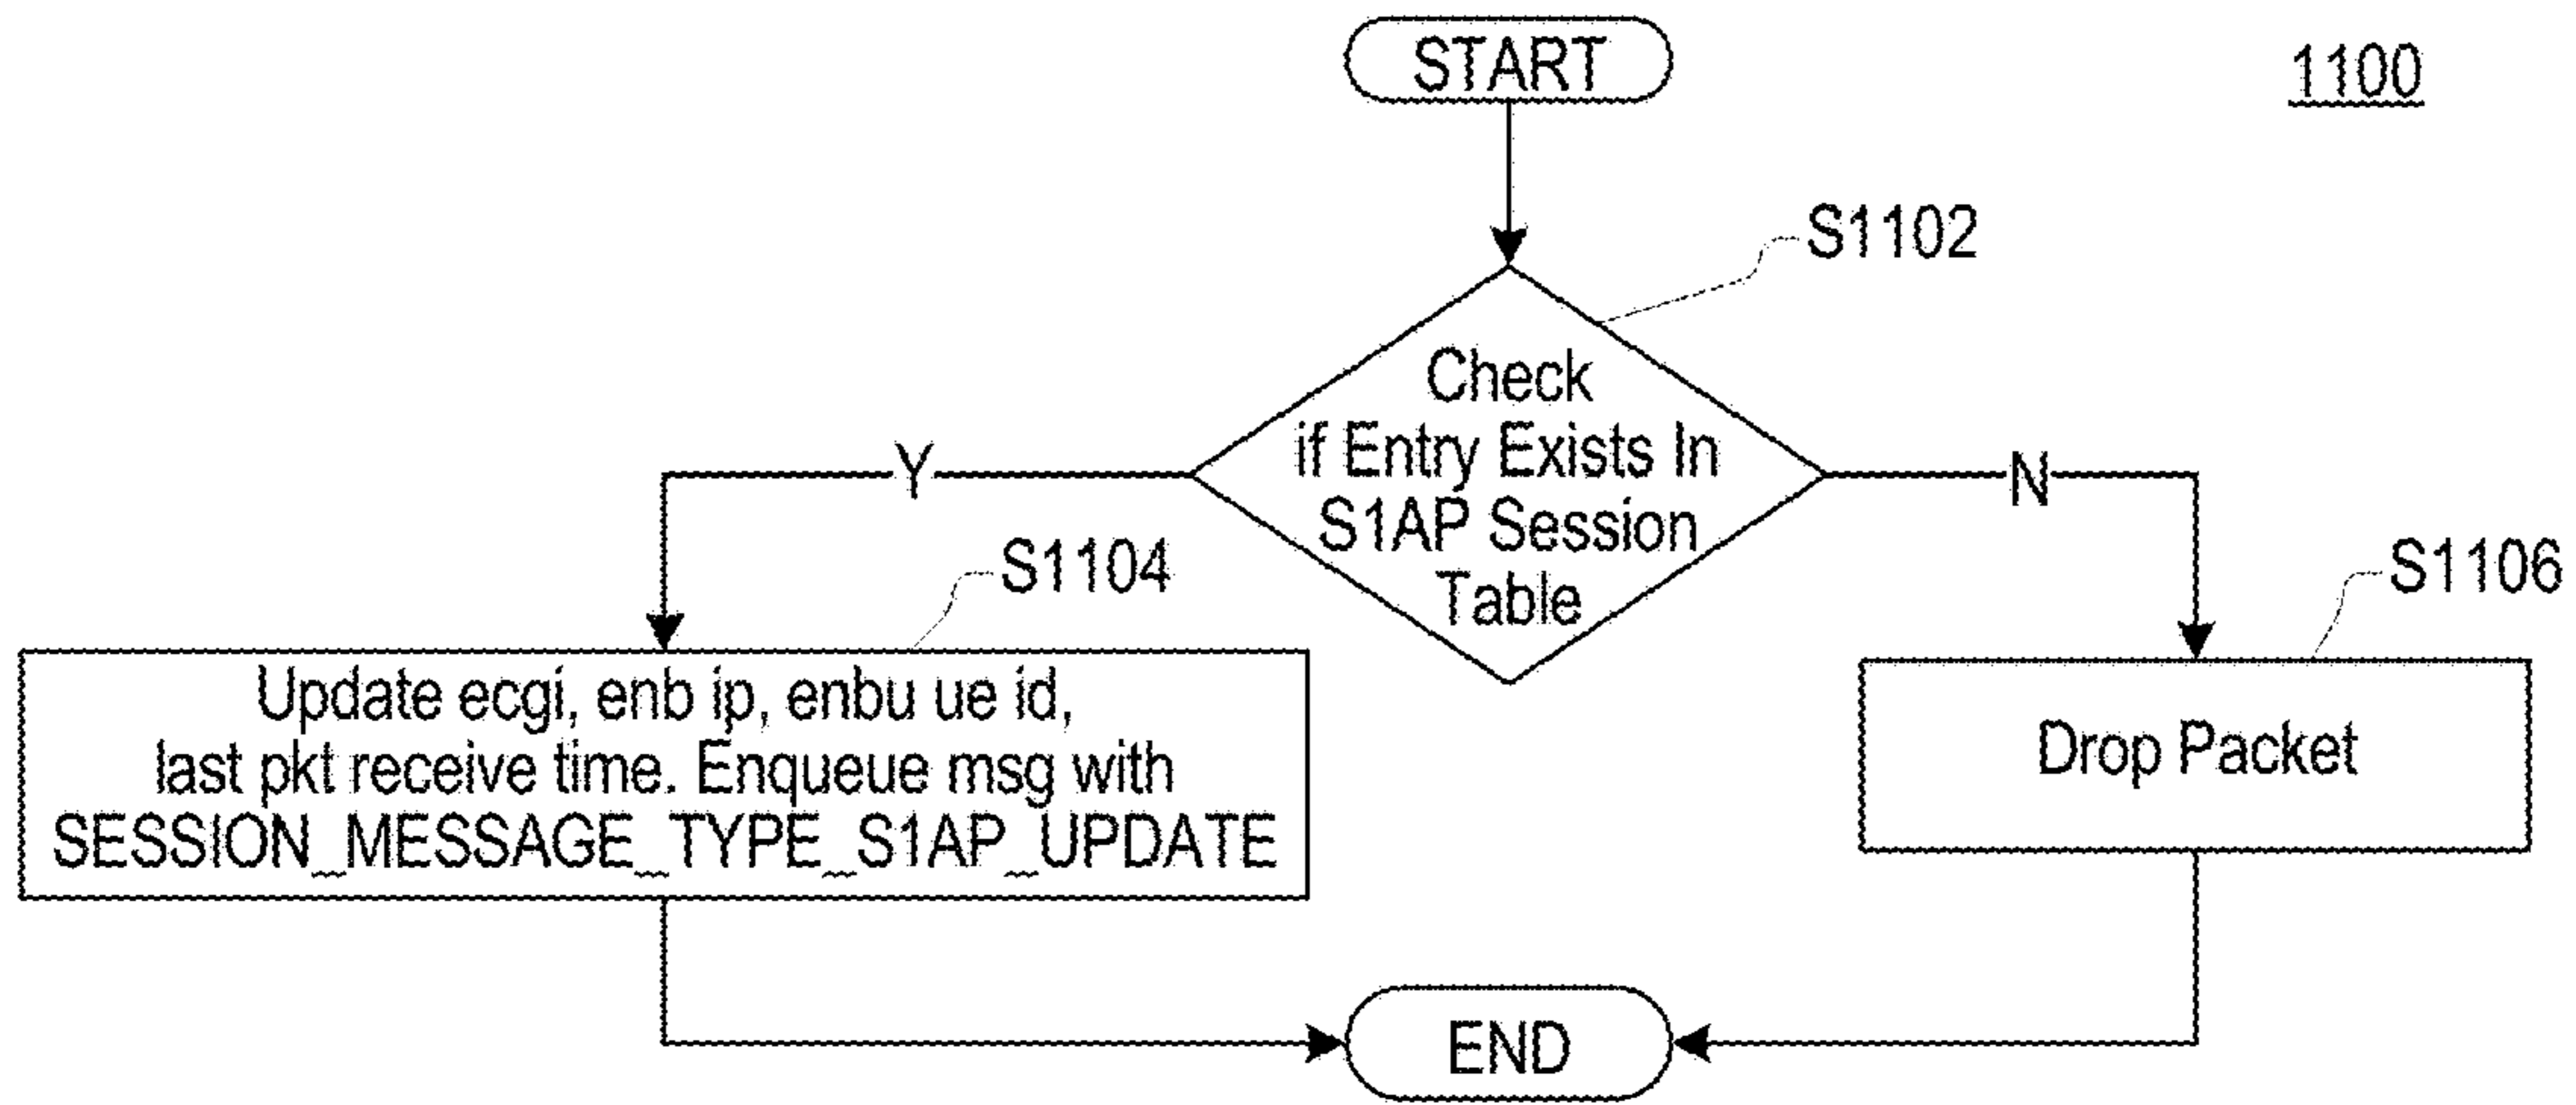 START
1100
S1102
Check
if Entry Exists In
S1AP Session
Table
Y
N
S1104
S1106
Update ecgi, enb ip, enbu ue id,
last pkt receive time. Enqueue msg with
SESSION_MESSAGE_TYPE_S1AP_UPDATE
Drop Packet
END